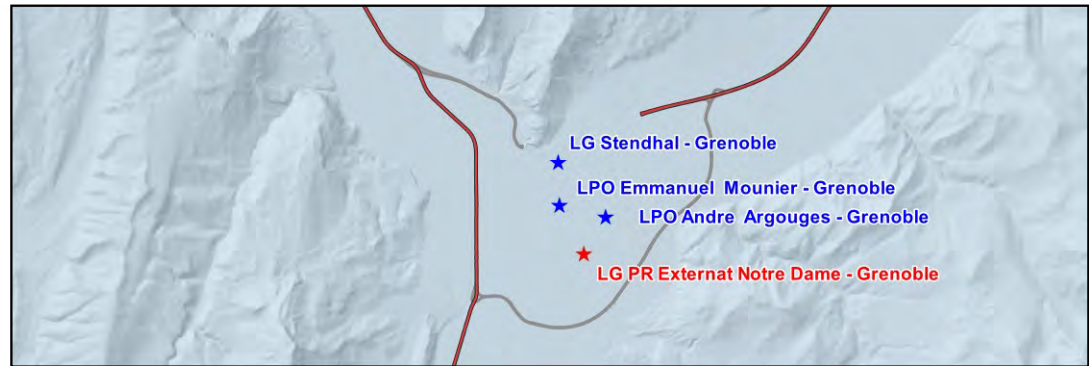 LG Stendhal - Grenoble
LPO Emmanuel Mounier - Grenoble
LPO Andre Argouges - Grenoble
LG PR Externat Notre Dame - Grenoble